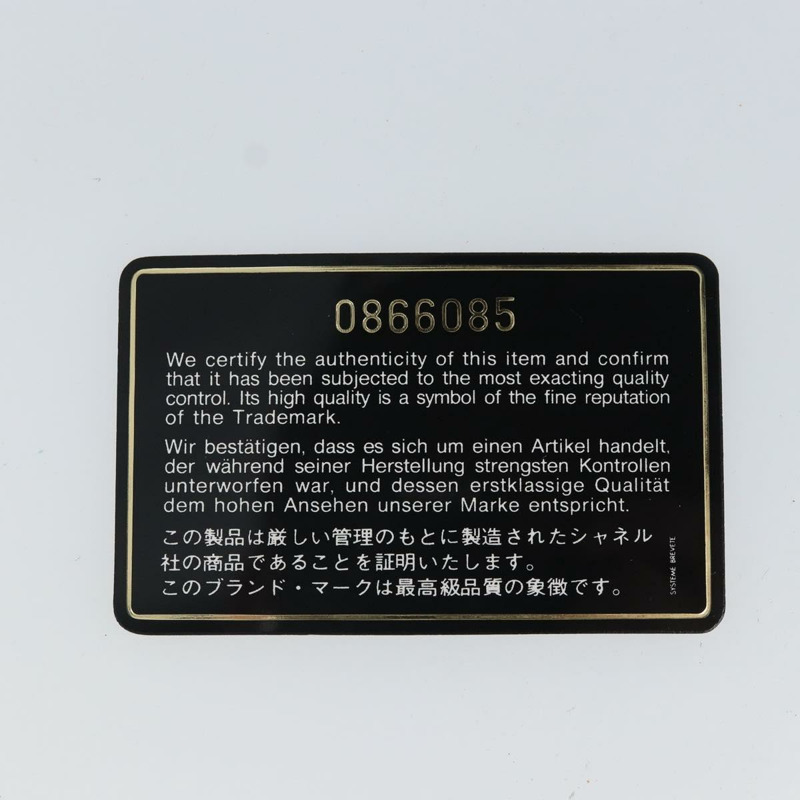 0866085
We certify the authenticity of this item and confirm
that it has been subjected to the most exacting quality
control. Its high quality is a symbol of the fine reputation
of the Trademark.
Wir bestätigen, dass es sich um einen Artikel handelt,
der während seiner Herstellung strengsten Kontrollen
unterworfen war, und dessen erstklassige Qualität
dem hohen Ansehen unserer Marke entspricht.
この製品は厳しい管理のもとに製造されたシャネル
社の商品であることを証明いたします。
このブランド・マークは最高級品質の象徴です。
SYSTEME BREVETE